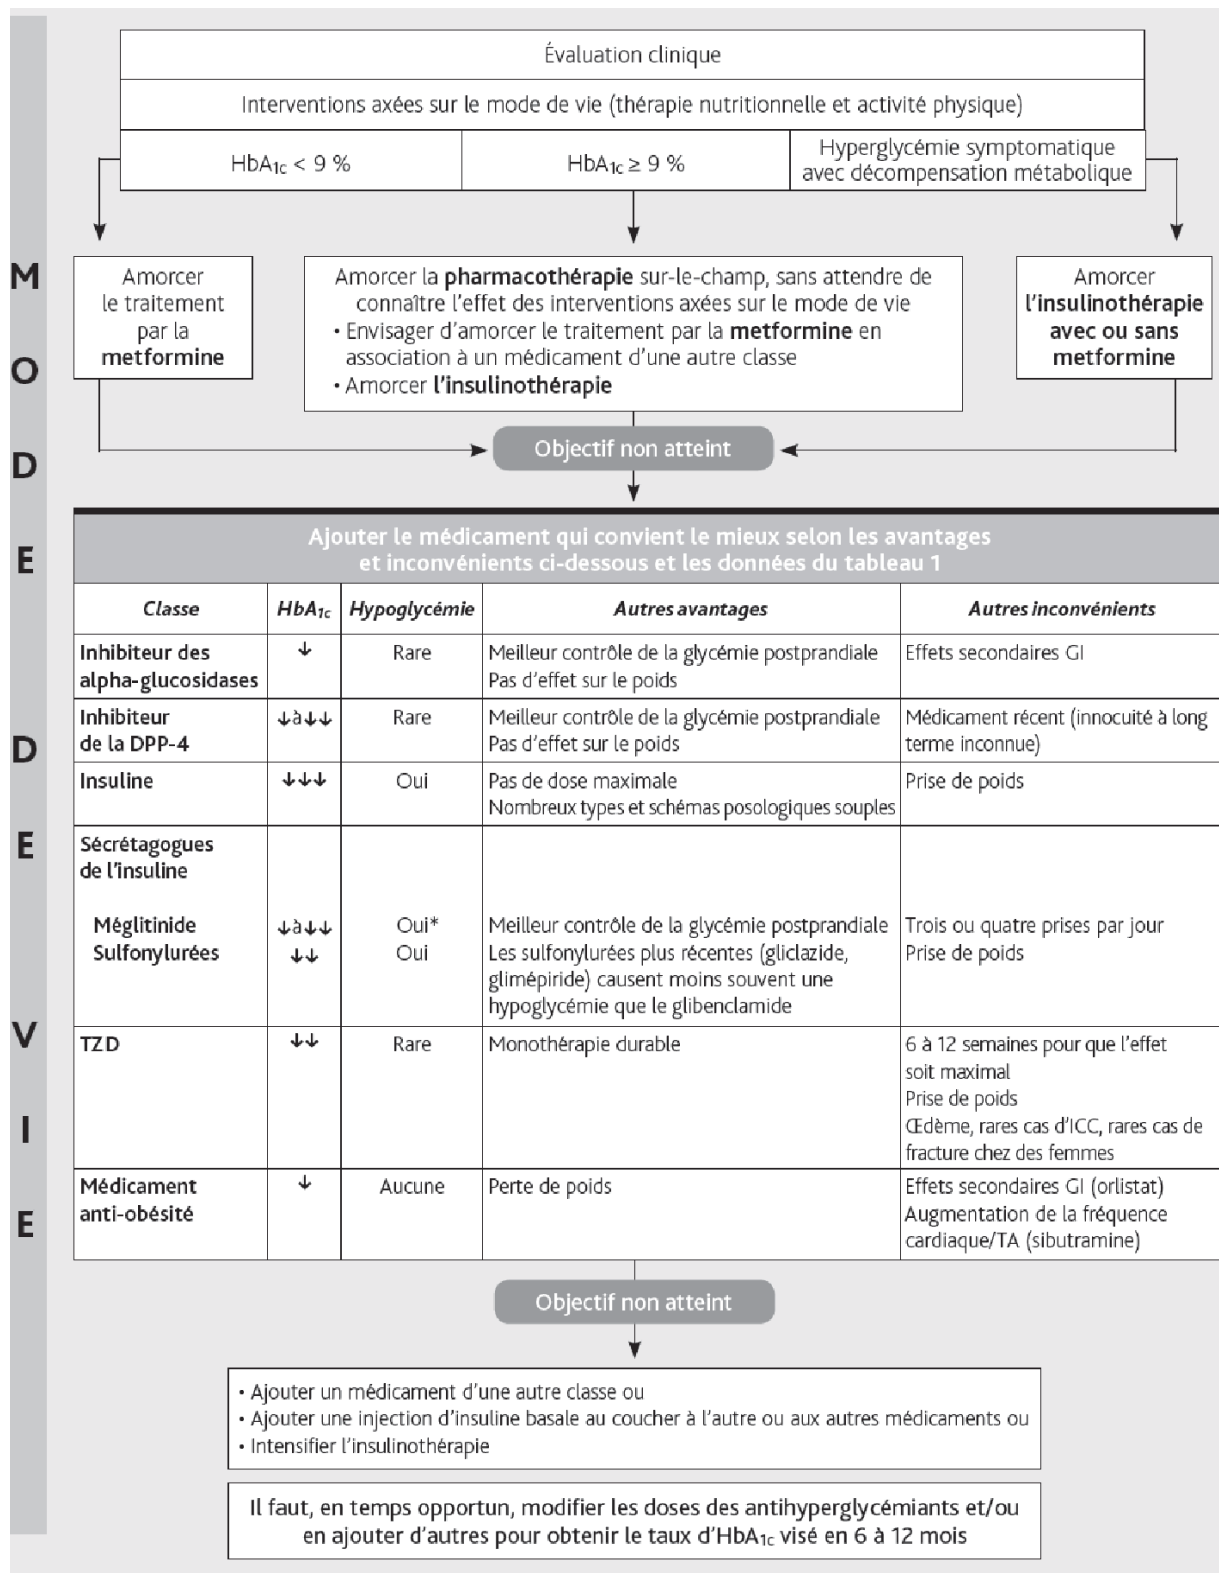 Évaluation clinique
Interventions axées sur le mode de vie (thérapie nutritionnelle et activité physique)
HbA1c < 9 %
HbA1c ≥ 9 %
Hyperglycémie symptomatique
avec décompensation métabolique
Amorcer
le traitement
par la
metformine
Amorcer la pharmacothérapie sur-le-champ, sans attendre de
connaître l'effet des interventions axées sur le mode de vie
• Envisager d'amorcer le traitement par la metformine en
association à un médicament d'une autre classe
• Amorcer l'insulinothérapie
Amorcer
l'insulinothérapie
avec ou sans
metformine
Objectif non atteint
Ajouter le médicament qui convient le mieux selon les avantages
et inconvénients ci-dessous et les données du tableau 1
Classe HbA1c Hypoglycémie Autres avantages Autres inconvénients
Inhibiteur des ↓ Rare Meilleur contrôle de la glycémie postprandiale Effets secondaires GI
alpha-glucosidases Pas d'effet sur le poids
Inhibiteur ↓à↓↓ Rare Meilleur contrôle de la glycémie postprandiale Médicament récent (innocuité à long
de la DPP-4 Pas d'effet sur le poids terme inconnue)
Insuline ↓↓↓ Oui Pas de dose maximale Prise de poids
Nombreux types et schémas posologiques souples
Sécrétagogues
de l'insuline
Méglitinide ↓à↓↓ Oui* Meilleur contrôle de la glycémie postprandiale Trois ou quatre prises par jour
Sulfonylurées ↓↓ Oui Les sulfonylurées plus récentes (gliclazide, Prise de poids
glimépiride) causent moins souvent une
hypoglycémie que le glibenclamide
TZD ↓↓ Rare Monothérapie durable 6 à 12 semaines pour que l'effet
soit maximal
Prise de poids
Œdème, rares cas d'ICC, rares cas de
fracture chez des femmes
Médicament ↓ Aucune Perte de poids Effets secondaires GI (orlistat)
anti-obésité Augmentation de la fréquence
cardiaque/TA (sibutramine)
Objectif non atteint
• Ajouter un médicament d'une autre classe ou
• Ajouter une injection d'insuline basale au coucher à l'autre ou aux autres médicaments ou
• Intensifier l'insulinothérapie
Il faut, en temps opportun, modifier les doses des antihyperglycémiants et/ou
en ajouter d'autres pour obtenir le taux d'HbA1c visé en 6 à 12 mois
MODE DE VIE